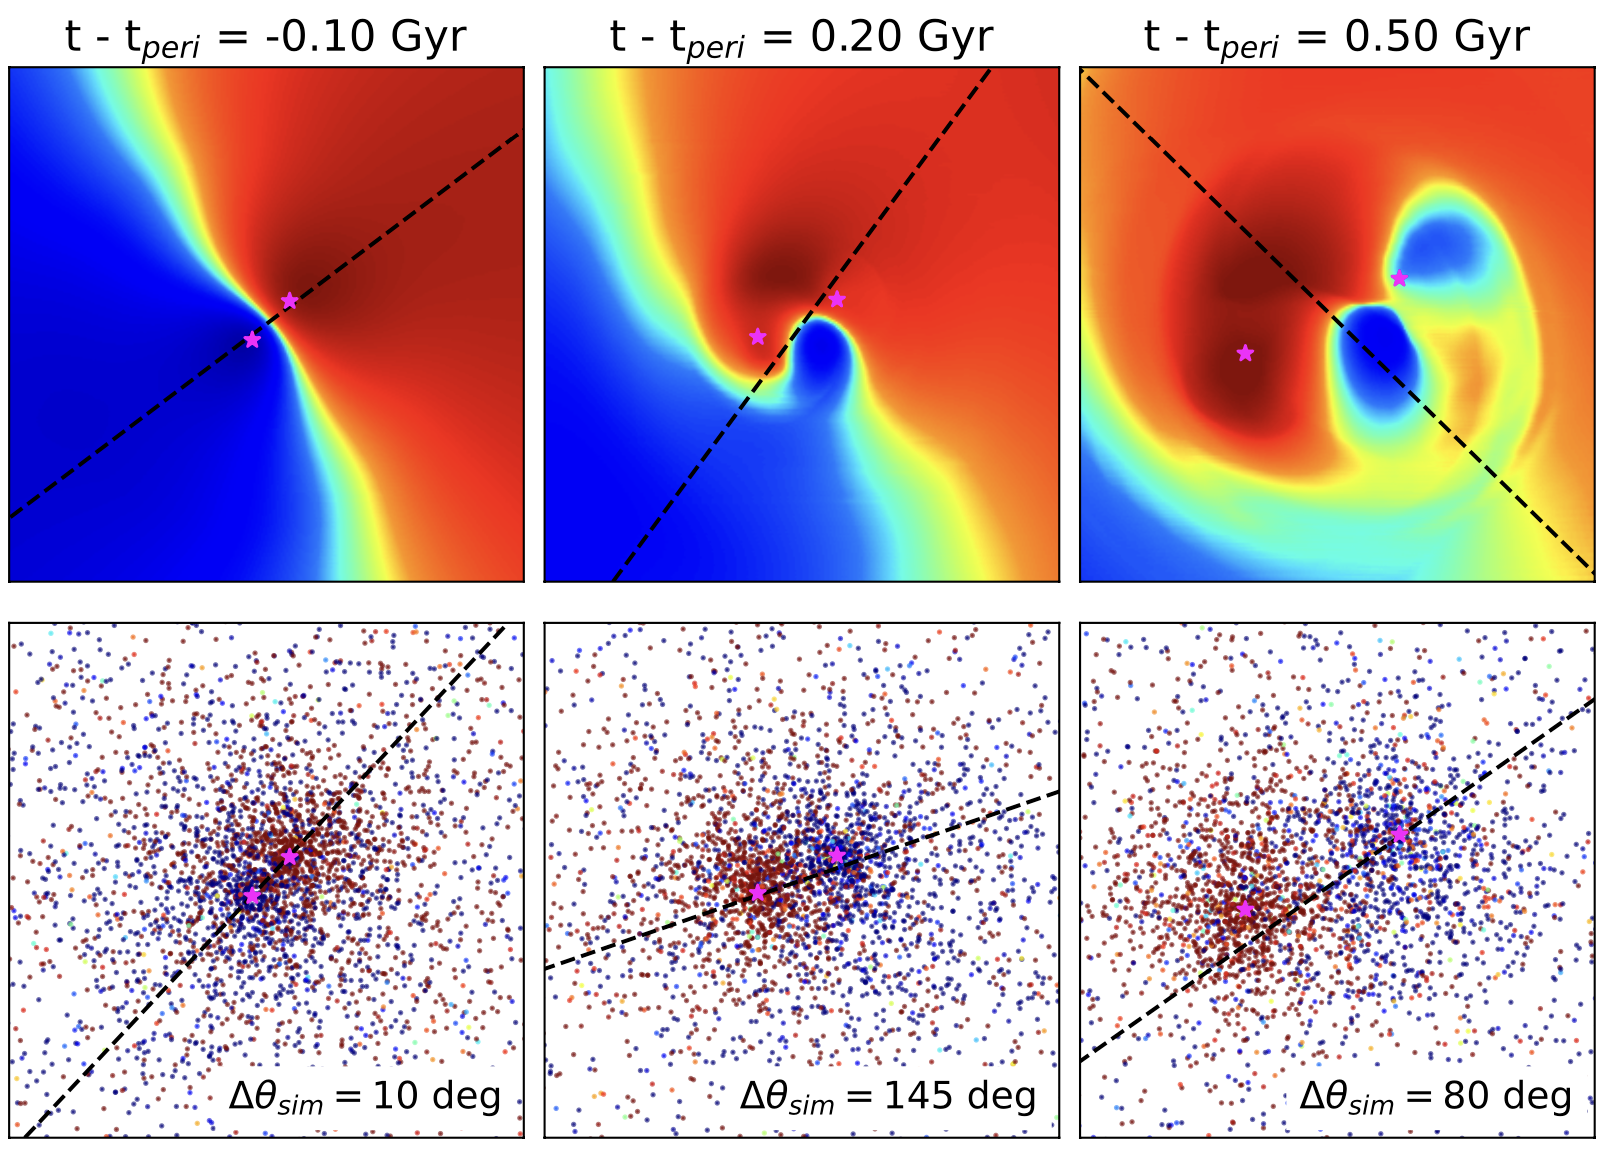 t - t_peri = -0.10 Gyr
t - t_peri = 0.20 Gyr
t - t_peri = 0.50 Gyr
Δθ_sim = 10 deg
Δθ_sim = 145 deg
Δθ_sim = 80 deg